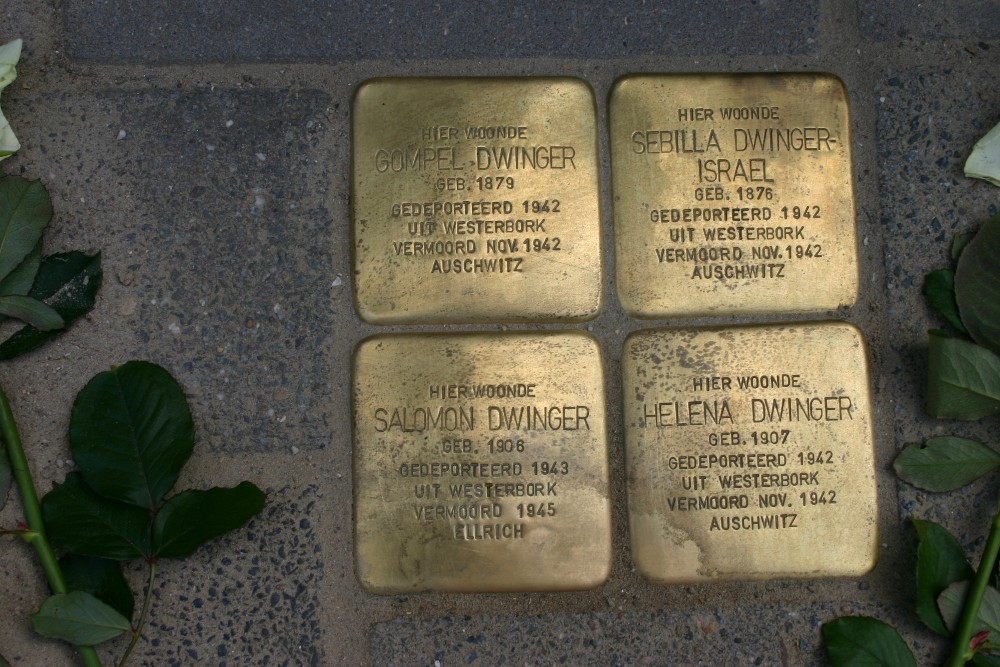 HIER WOONDE
GOMPEL DWINGER
GEB. 1879
GEDEPORTEERD 1942
UIT WESTERBORK
VERMOORD NOV. 1942
AUSCHWITZ
HIER WOONDE
SEBILLA DWINGER-
ISRAEL
GEB. 1876
GEDEPORTEERD 1942
UIT WESTERBORK
VERMOORD NOV. 1942
AUSCHWITZ
HIER WOONDE
SALOMON DWINGER
GEB. 1906
GEDEPORTEERD 1943
UIT WESTERBORK
VERMOORD 1945
ELLRICH
HIER WOONDE
HELENA DWINGER
GEB. 1907
GEDEPORTEERD 1942
UIT WESTERBORK
VERMOORD NOV. 1942
AUSCHWITZ